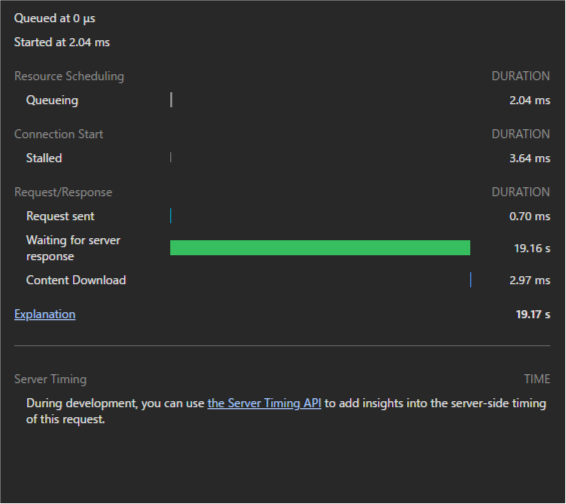 Queued at 0 μs
Started at 2.04 ms
Resource Scheduling DURATION
Queueing 2.04 ms
Connection Start DURATION
Stalled 3.64 ms
Request/Response DURATION
Request sent 0.70 ms
Waiting for server
response 19.16 s
Content Download 2.97 ms
Explanation 19.17 s
Server Timing TIME
During development, you can use the Server Timing API to add insights into the server-side timing
of this request.